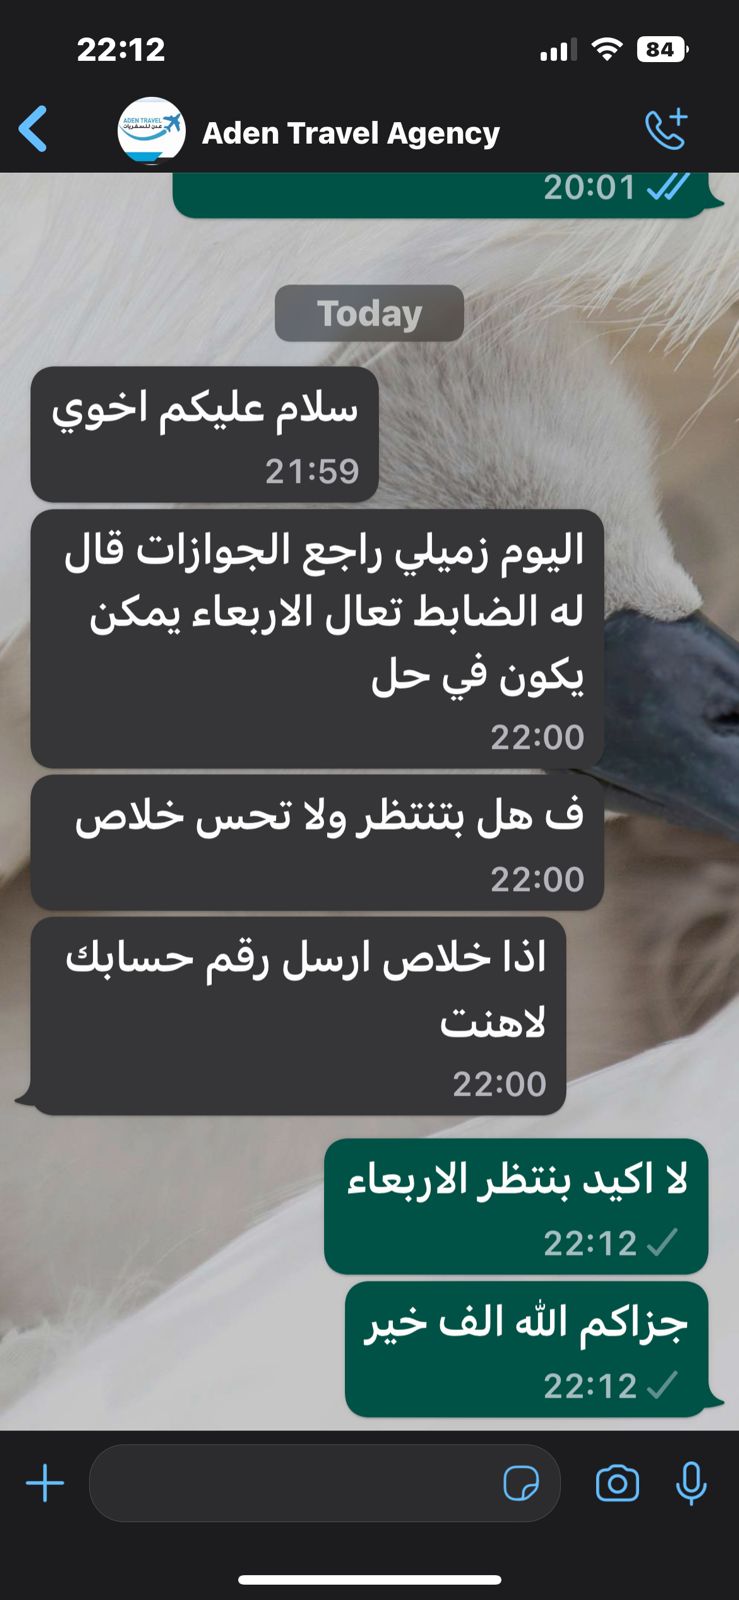 22:12
84
ADEN TRAVEL
عدن للسفريات
Aden Travel Agency
20:01
Today
سلام عليكم اخوي
21:59
اليوم زميلي راجع الجوازات قال
له الضابط تعال الاربعاء يمكن
يكون في حل
22:00
ف هل بتنتظر ولا تحس خلاص
22:00
اذا خلاص ارسل رقم حسابك
لاهنت
22:00
لا اكيد بنتظر الاربعاء
22:12
جزاكم الله الف خير
22:12